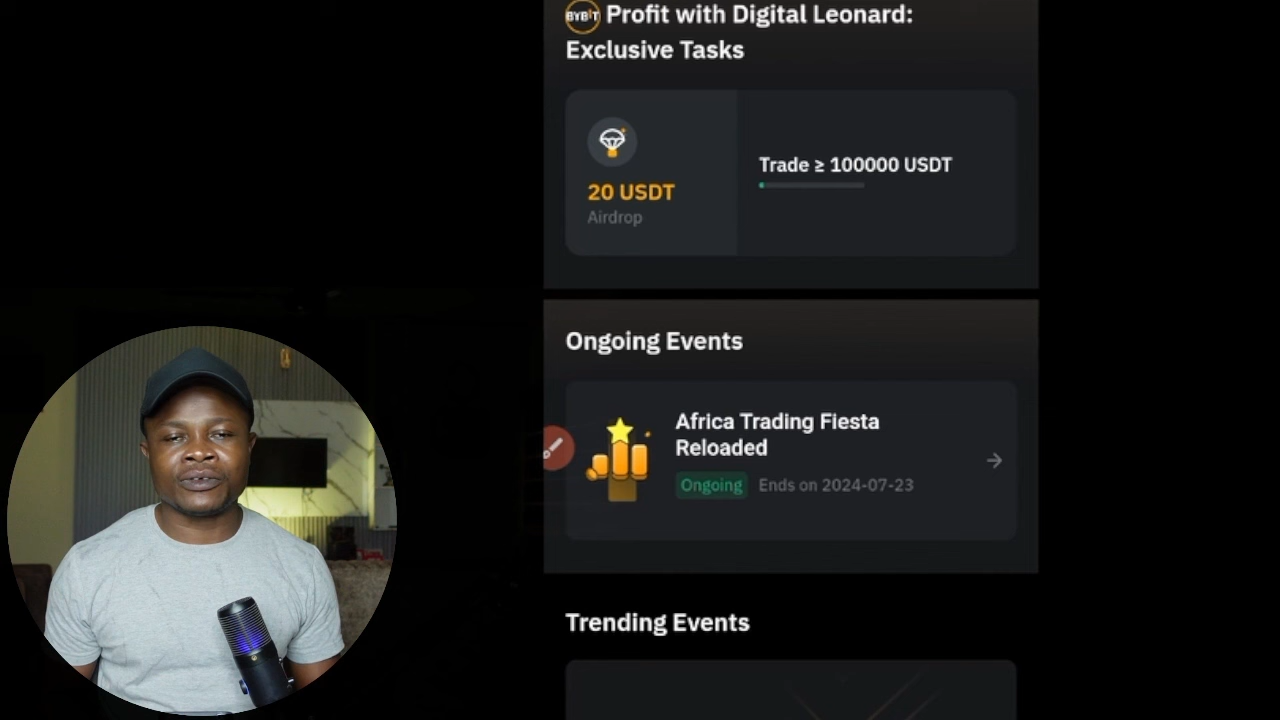 BYBIT Profit with Digital Leonard:
Exclusive Tasks
20 USDT
Airdrop
Trade ≥ 100000 USDT
Ongoing Events
Africa Trading Fiesta
Reloaded
Ongoing Ends on 2024-07-23
Trending Events